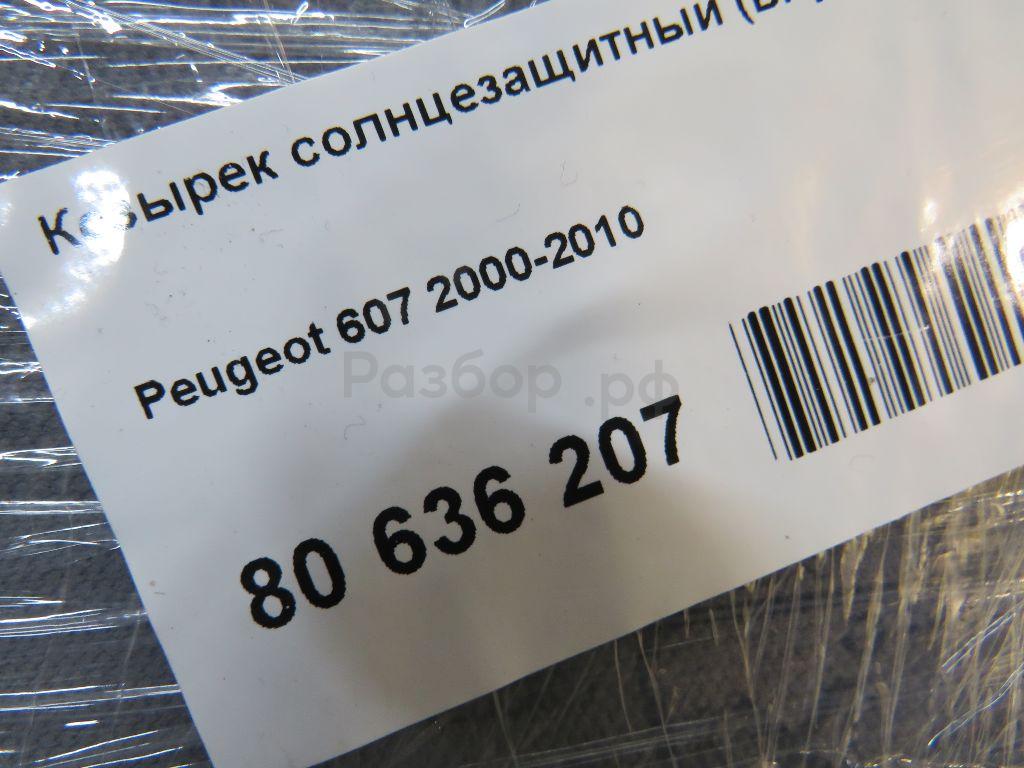 Козырек солнцезащитный
Peugeot 607 2000-2010
Разбор.рф
80 636 207